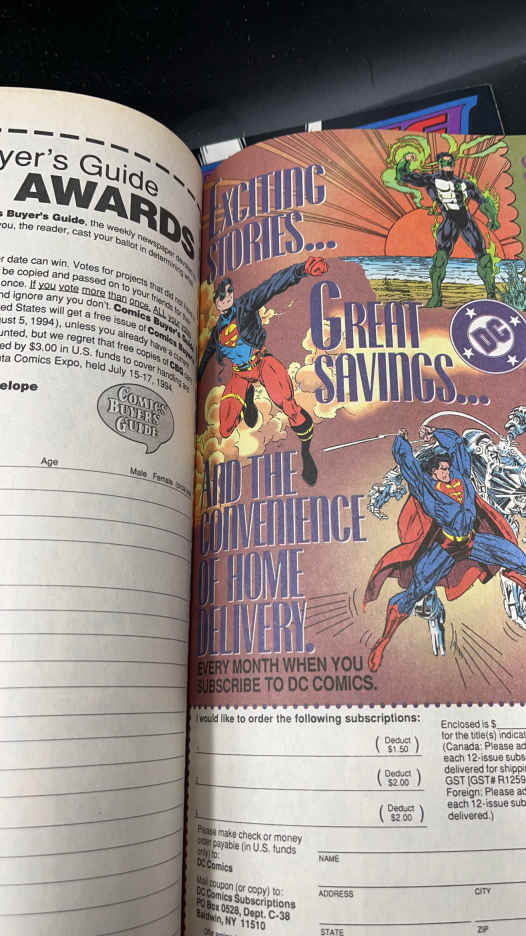 yer's Guide
AWARDS
s Buyer's Guide, the weekly newspaper
you, the reader, cast your ballot in determining
r date can win. Votes for projects that did not
be copied and passed on to your friends for
once. If you vote more than once, ALL
nd ignore any you don't. Comics Buyer's
ted States will get a free issue of Comics Buyer's
ust 5, 1994), unless you already have a
unted, but we regret that free copies of CBG
ed by $3.00 in U.S. funds to cover handling
ta Comics Expo, held July 15-17, 1994.
elope
COMICS
BUYER'S
GUIDE
Age
Male Female
EXCITING
STORIES...
GREAT
SAVINGS...
DC
AND THE
CONVENIENCE
OF HOME
DELIVERY.
EVERY MONTH WHEN YOU
SUBSCRIBE TO DC COMICS.
I would like to order the following subscriptions:
1
( Deduct
$1.50 )
2
( Deduct
$2.00 )
3
( Deduct
$2.00 )
Please make check or money
order payable (in U.S. funds
only) to:
DC Comics
Mail coupon (or copy) to:
DC Comics Subscriptions
PO Box 0528, Dept. C-38
Baldwin, NY 11510
Enclosed is $
for the title(s) indicat
(Canada: Please ad
each 12-issue subs
delivered for shippi
GST [GST# R1259
Foreign: Please ad
each 12-issue sub
delivered.)
NAME
ADDRESS
CITY
STATE
ZIP